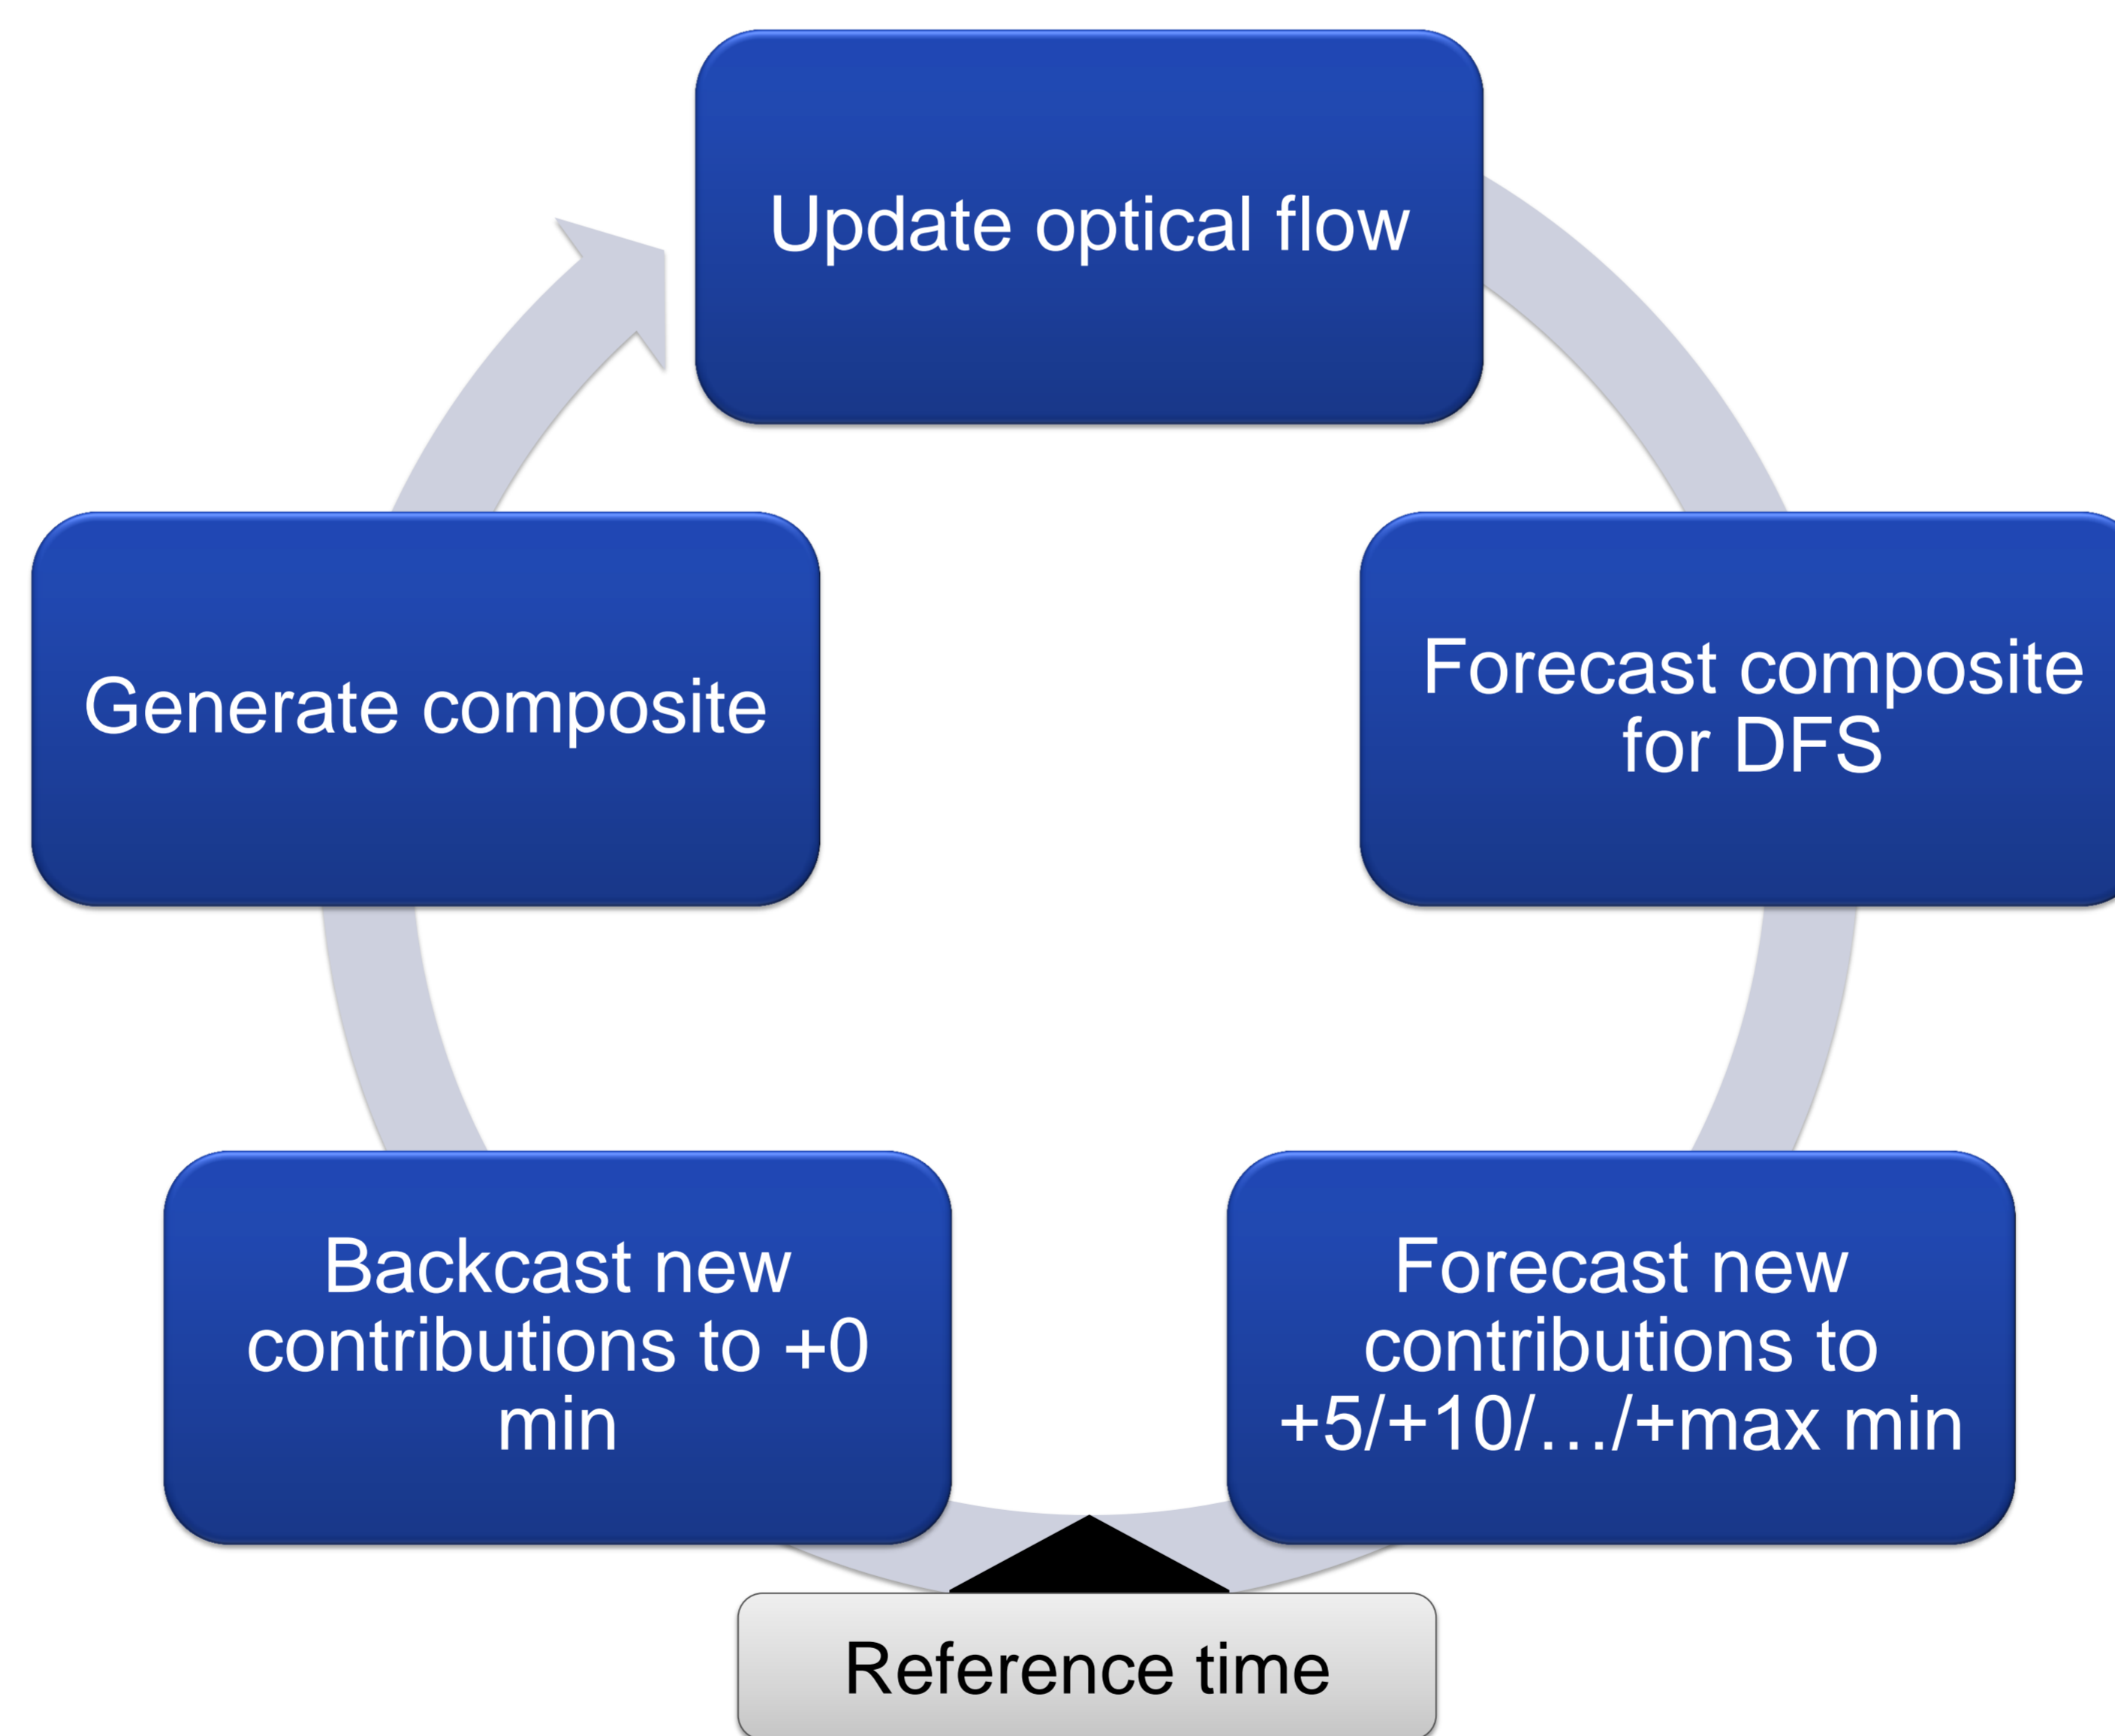 Update optical flow
Generate composite
Forecast composite
for DFS
Backcast new
contributions to +0
min
Forecast new
contributions to
+5/+10/…/+max min
Reference time